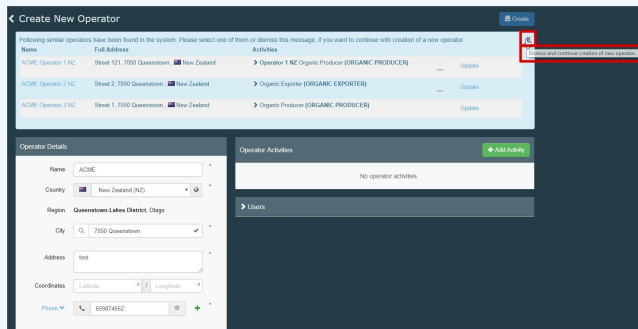 Create New Operator
Create
Following similar operators have been found in the system. Please select one of them or dismiss this message, if you want to continue with creation of a new operator.
Dismiss and continue creation of new operator.
Name Full Address Activities
ACME Operator 1 NZ Street 121, 7050 Queenstown , New Zealand Operator 1 NZ Organic Producer (ORGANIC PRODUCER) ... Update
ACME Operator 2 NZ Street 2, 7050 Queenstown , New Zealand Organic Exporter (ORGANIC EXPORTER) ... Update
ACME Operator 3 NZ Street 1, 7050 Queenstown , New Zealand Organic Producer (ORGANIC PRODUCER) Update
Operator Details
Name ACME *
Country New Zealand (NZ) *
Region Queenstown-Lakes District, Otago
City 7050 Queenstown *
Address test *
Coordinates Latitude ° / Longitude °
Phone 659874562 + *
Operator Activities
+ Add Activity
No operator activities
Users